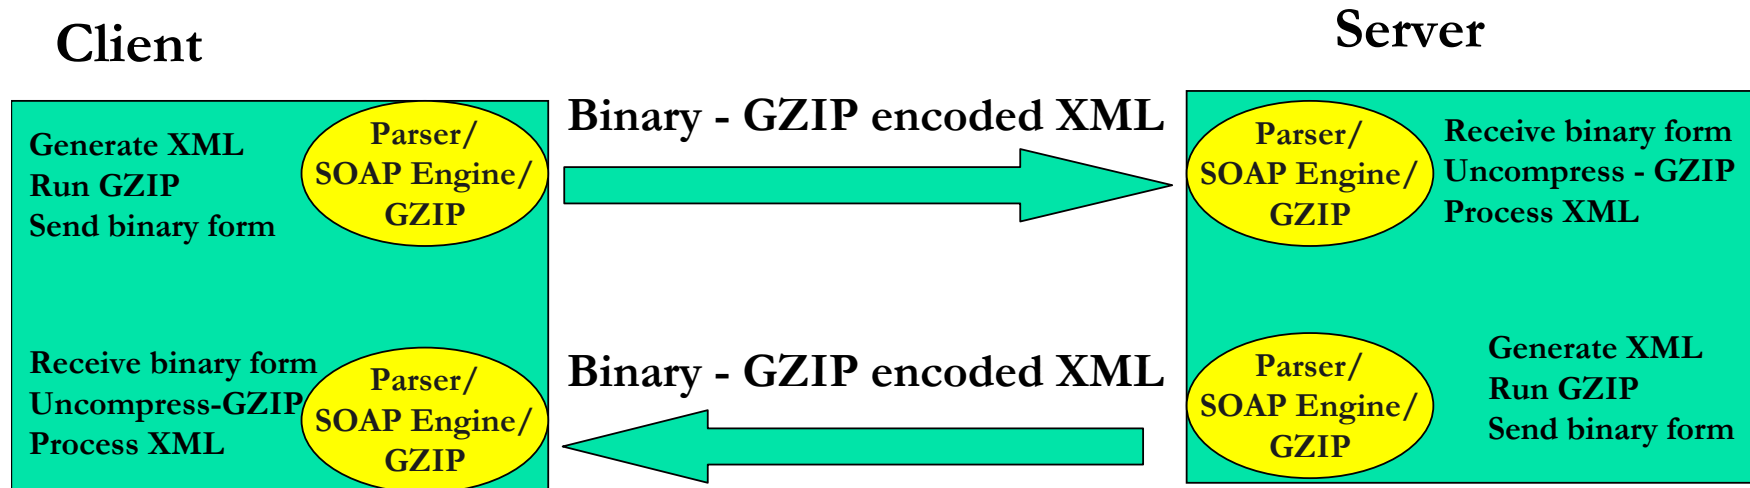 Client
Server
Generate XML
Run GZIP
Send binary form
Parser/
SOAP Engine/
GZIP
Binary - GZIP encoded XML
Parser/
SOAP Engine/
GZIP
Receive binary form
Uncompress - GZIP
Process XML
Receive binary form
Uncompress-GZIP
Process XML
Parser/
SOAP Engine/
GZIP
Binary - GZIP encoded XML
Parser/
SOAP Engine/
GZIP
Generate XML
Run GZIP
Send binary form